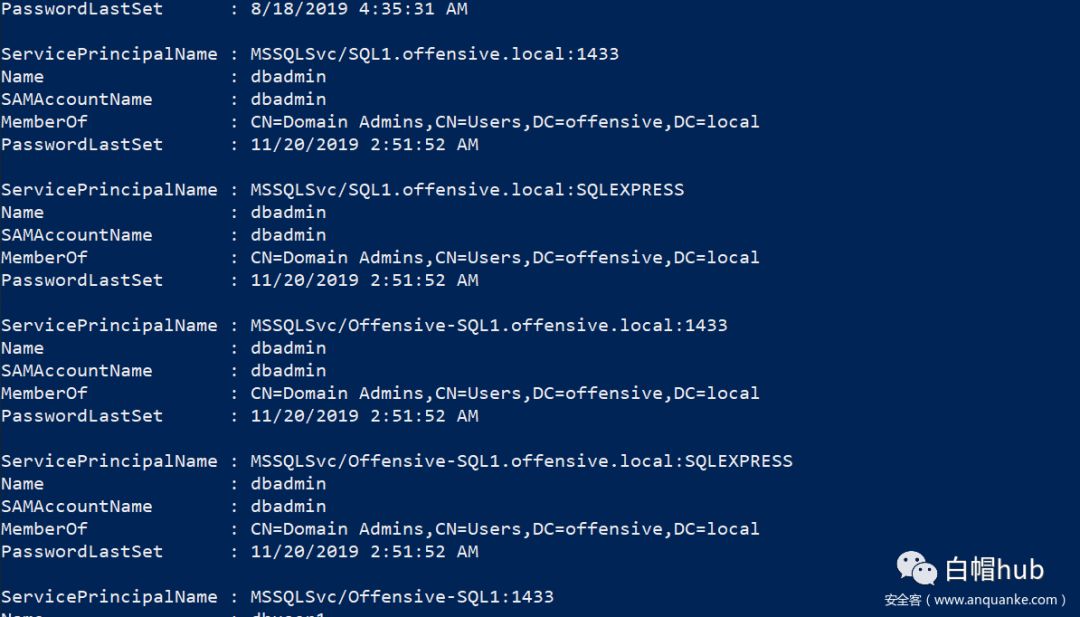 PasswordLastSet : 8/18/2019 4:35:31 AM
ServicePrincipalName : MSSQLSvc/SQL1.offensive.local:1433
Name : dbadmin
SAMAccountName : dbadmin
MemberOf : CN=Domain Admins,CN=Users,DC=offensive,DC=local
PasswordLastSet : 11/20/2019 2:51:52 AM
ServicePrincipalName : MSSQLSvc/SQL1.offensive.local:SQLEXPRESS
Name : dbadmin
SAMAccountName : dbadmin
MemberOf : CN=Domain Admins,CN=Users,DC=offensive,DC=local
PasswordLastSet : 11/20/2019 2:51:52 AM
ServicePrincipalName : MSSQLSvc/Offensive-SQL1.offensive.local:1433
Name : dbadmin
SAMAccountName : dbadmin
MemberOf : CN=Domain Admins,CN=Users,DC=offensive,DC=local
PasswordLastSet : 11/20/2019 2:51:52 AM
ServicePrincipalName : MSSQLSvc/Offensive-SQL1.offensive.local:SQLEXPRESS
Name : dbadmin
SAMAccountName : dbadmin
MemberOf : CN=Domain Admins,CN=Users,DC=offensive,DC=local
PasswordLastSet : 11/20/2019 2:51:52 AM
ServicePrincipalName : MSSQLSvc/Offensive-SQL1:1433
白帽hub
安全客（www.anquanke.com）